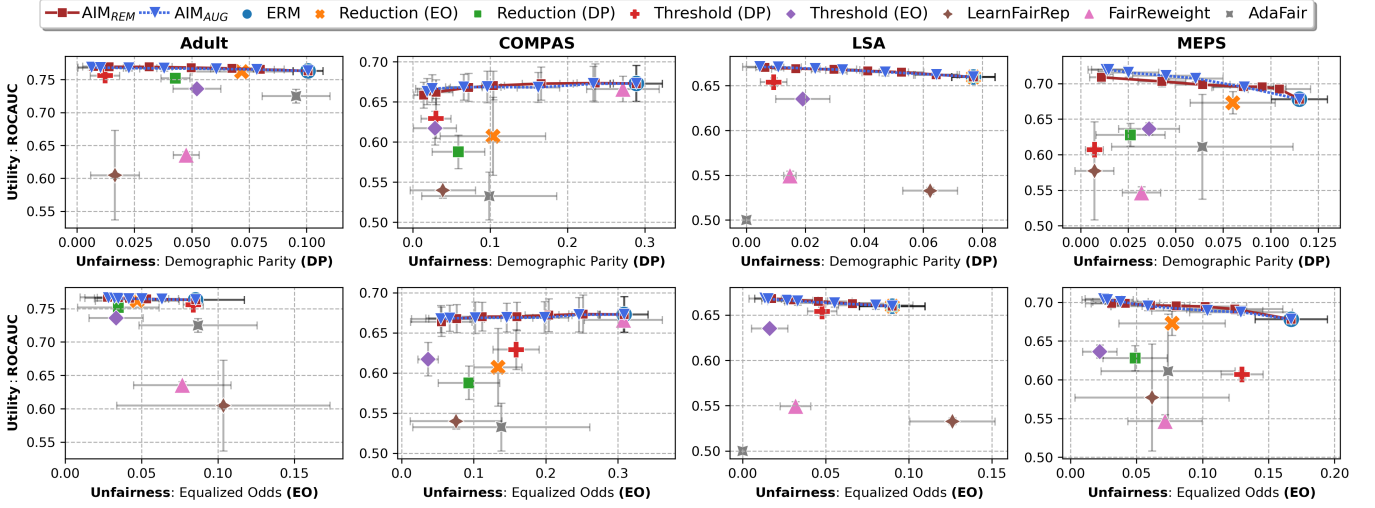 AIM_REM AIM_AUG ERM Reduction (EO) Reduction (DP) Threshold (DP) Threshold (EO) LearnFairRep FairReweight AdaFair
Adult COMPAS LSA MEPS
Utility : ROCAUC
0.75
0.70
0.65
0.60
0.55
0.000 0.025 0.050 0.075 0.100
Unfairness: Demographic Parity (DP)
0.70
0.65
0.60
0.55
0.50
0.0 0.1 0.2 0.3
Unfairness: Demographic Parity (DP)
0.65
0.60
0.55
0.50
0.00 0.02 0.04 0.06 0.08
Unfairness: Demographic Parity (DP)
0.70
0.65
0.60
0.55
0.50
0.000 0.025 0.050 0.075 0.100 0.125
Unfairness: Demographic Parity (DP)
Utility : ROCAUC
0.75
0.70
0.65
0.60
0.55
0.00 0.05 0.10 0.15
Unfairness: Equalized Odds (EO)
0.70
0.65
0.60
0.55
0.50
0.0 0.1 0.2 0.3
Unfairness: Equalized Odds (EO)
0.65
0.60
0.55
0.50
0.00 0.05 0.10 0.15
Unfairness: Equalized Odds (EO)
0.70
0.65
0.60
0.55
0.50
0.00 0.05 0.10 0.15 0.20
Unfairness: Equalized Odds (EO)